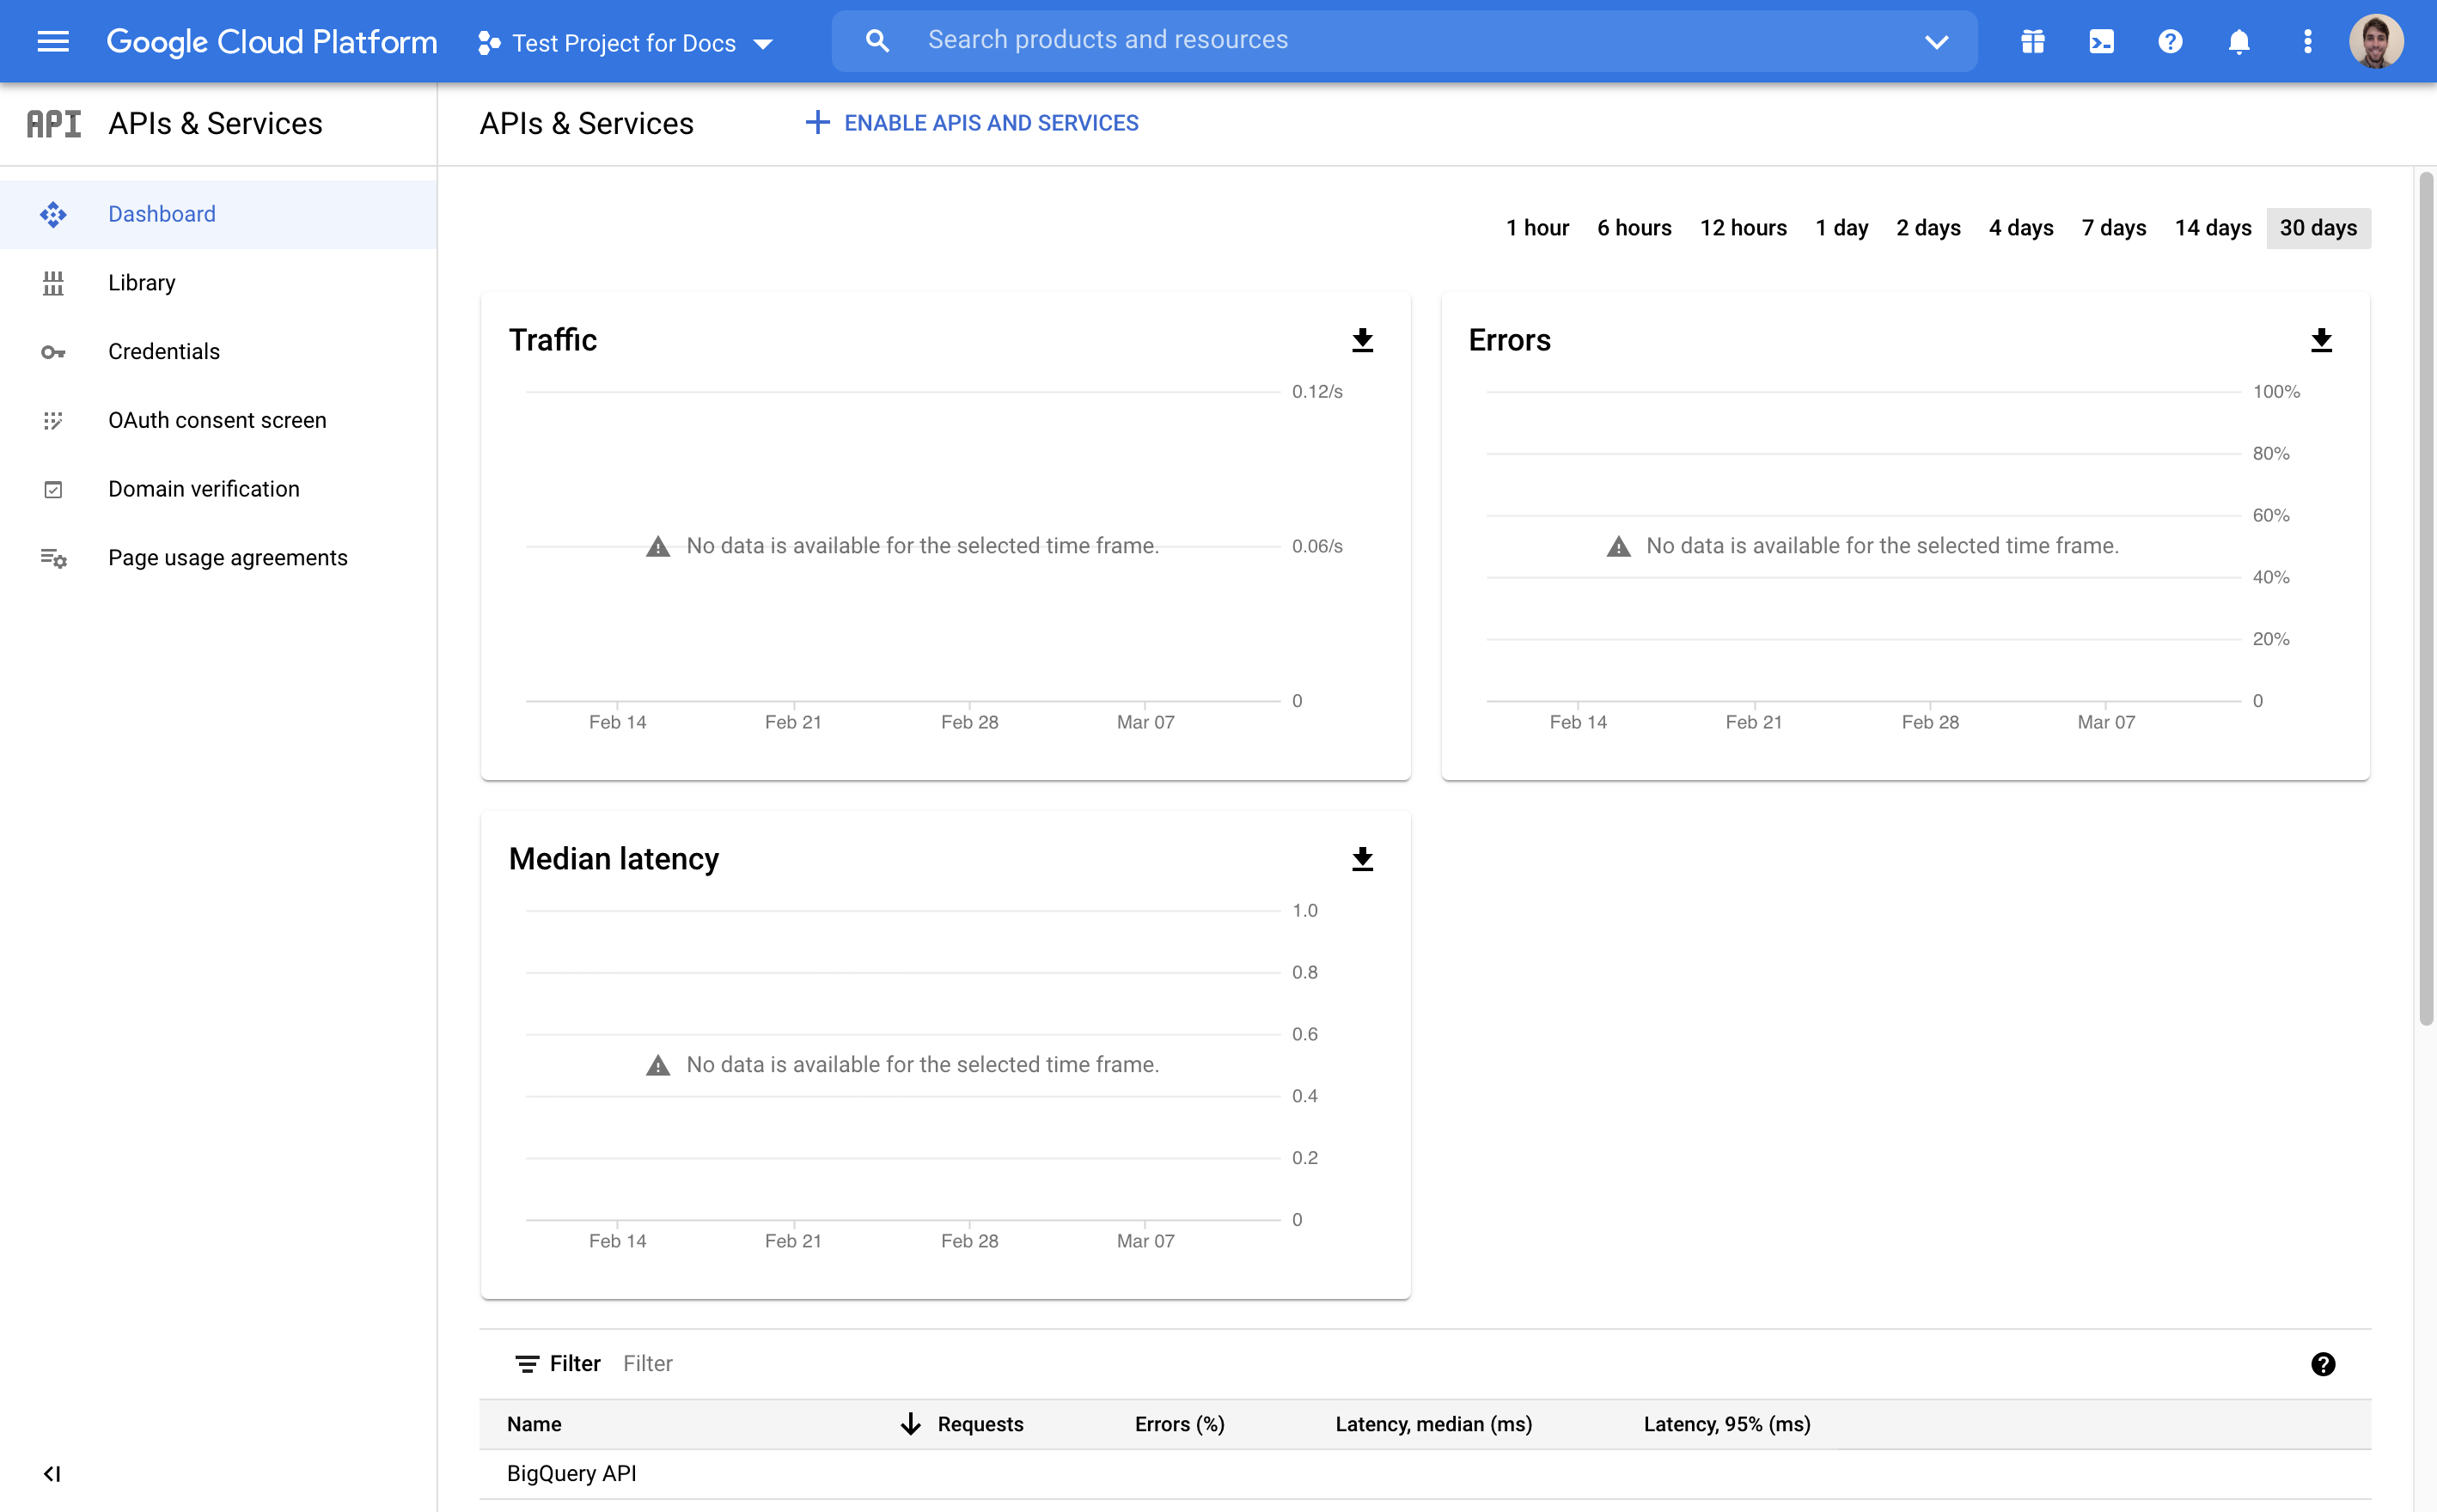 Google Cloud Platform
Test Project for Docs
Search products and resources
API APIs & Services
APIs & Services
ENABLE APIS AND SERVICES
Dashboard
Library
Credentials
OAuth consent screen
Domain verification
Page usage agreements
1 hour 6 hours 12 hours 1 day 2 days 4 days 7 days 14 days 30 days
Traffic
0.12/s
No data is available for the selected time frame.
0.06/s
0
Feb 14 Feb 21 Feb 28 Mar 07
Errors
100%
80%
60%
No data is available for the selected time frame.
40%
20%
0
Feb 14 Feb 21 Feb 28 Mar 07
Median latency
1.0
0.8
0.6
No data is available for the selected time frame.
0.4
0.2
0
Feb 14 Feb 21 Feb 28 Mar 07
Filter Filter
Name Requests Errors (%) Latency, median (ms) Latency, 95% (ms)
BigQuery API